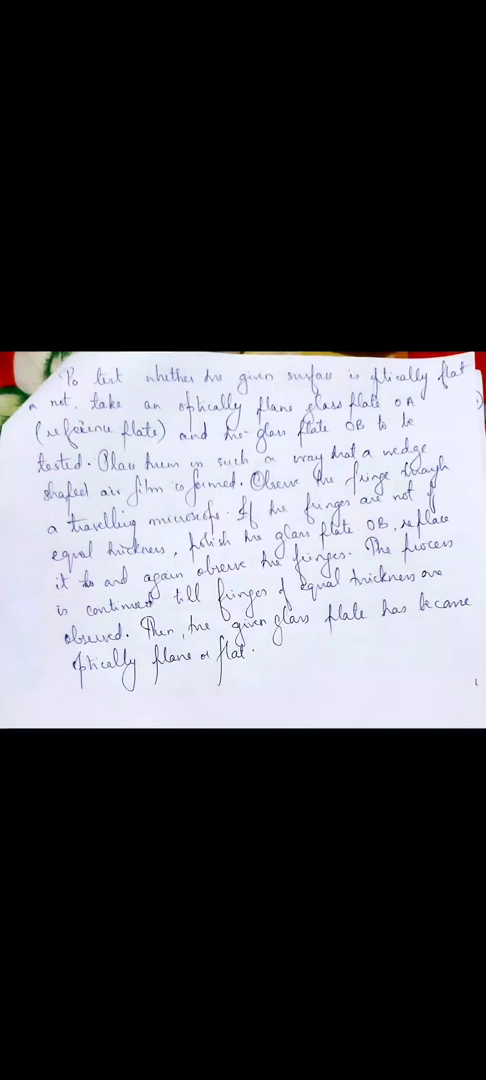 To test whether the given surface is optically flat
or not, take an optically plane glass plate OA
(reference plate) and the glass plate OB to be
tested. Place them in such a way that a wedge
shaped air film is formed. Observe the fringe through
a travelling microscope. If the fringes are not of
equal thickness, polish the glass plate OB, replace
it and again observe the fringes. The process
is continued till fringes of equal thickness are
observed. Then, the given glass plate has became
optically plane or flat.